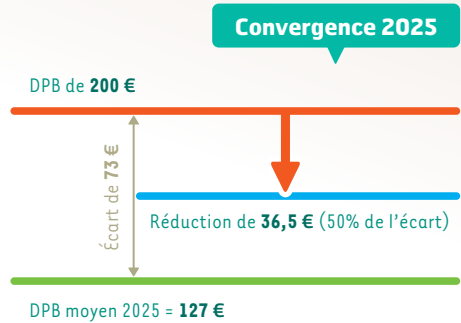 Convergence 2025
DPB de 200 €
Écart de 73 €
Réduction de 36,5 € (50% de l'écart)
DPB moyen 2025 = 127 €